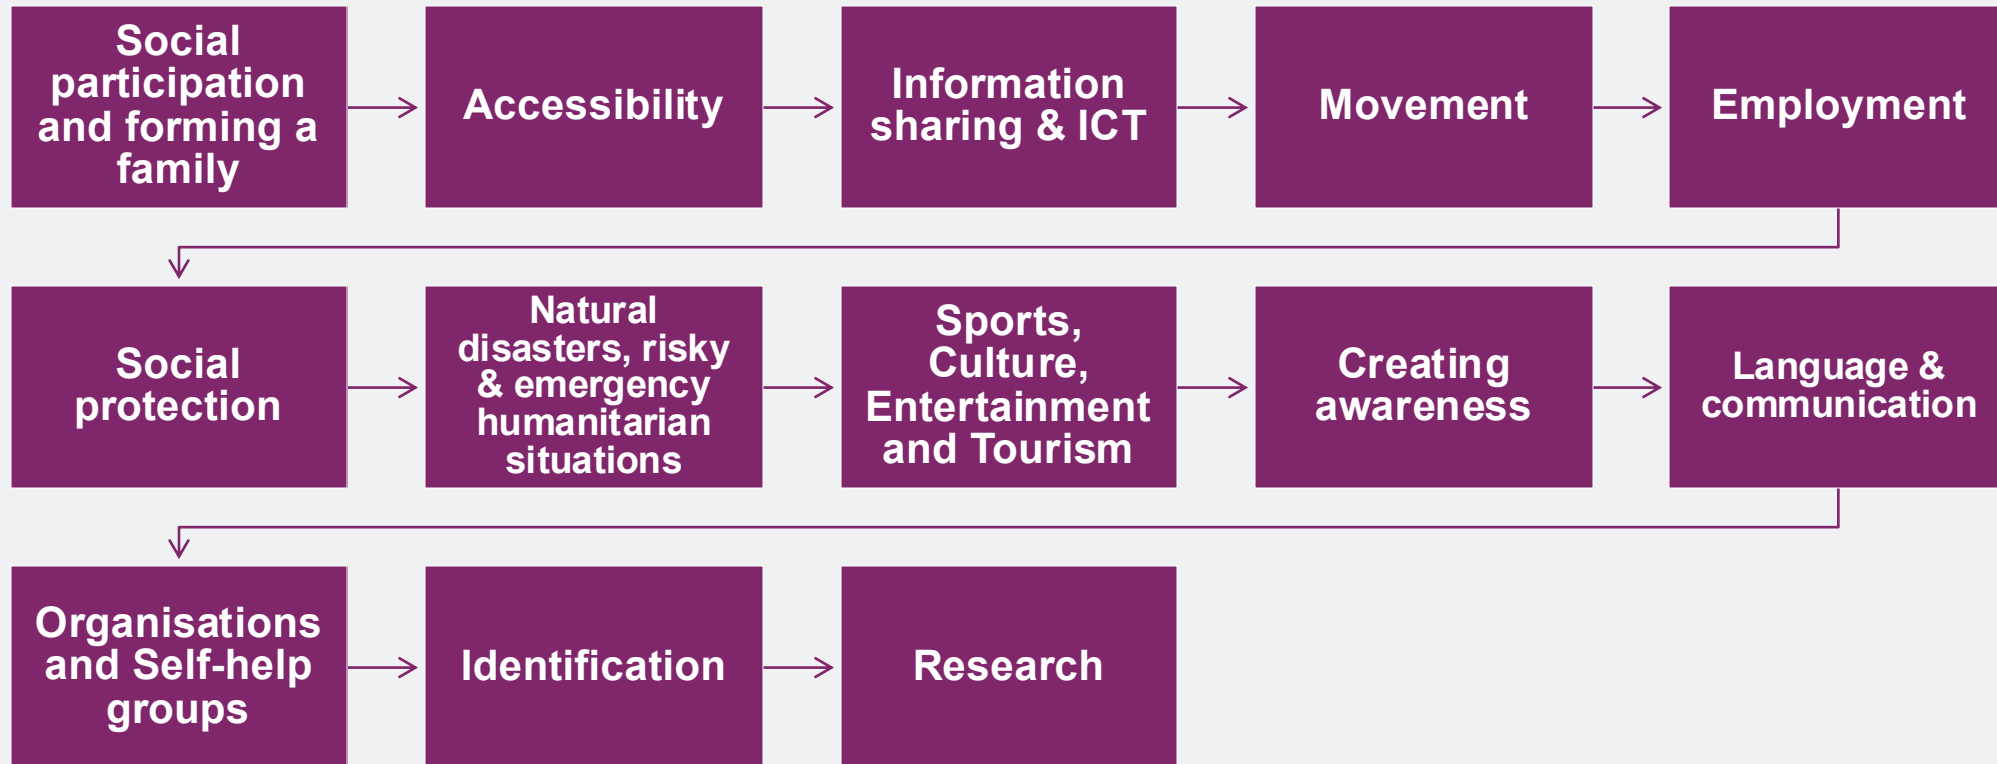 Social
participation
and forming a
family
Accessibility
Information
sharing & ICT
Movement
Employment
Social
protection
Natural
disasters, risky
& emergency
humanitarian
situations
Sports,
Culture,
Entertainment
and Tourism
Creating
awareness
Language &
communication
Organisations
and Self-help
groups
Identification
Research